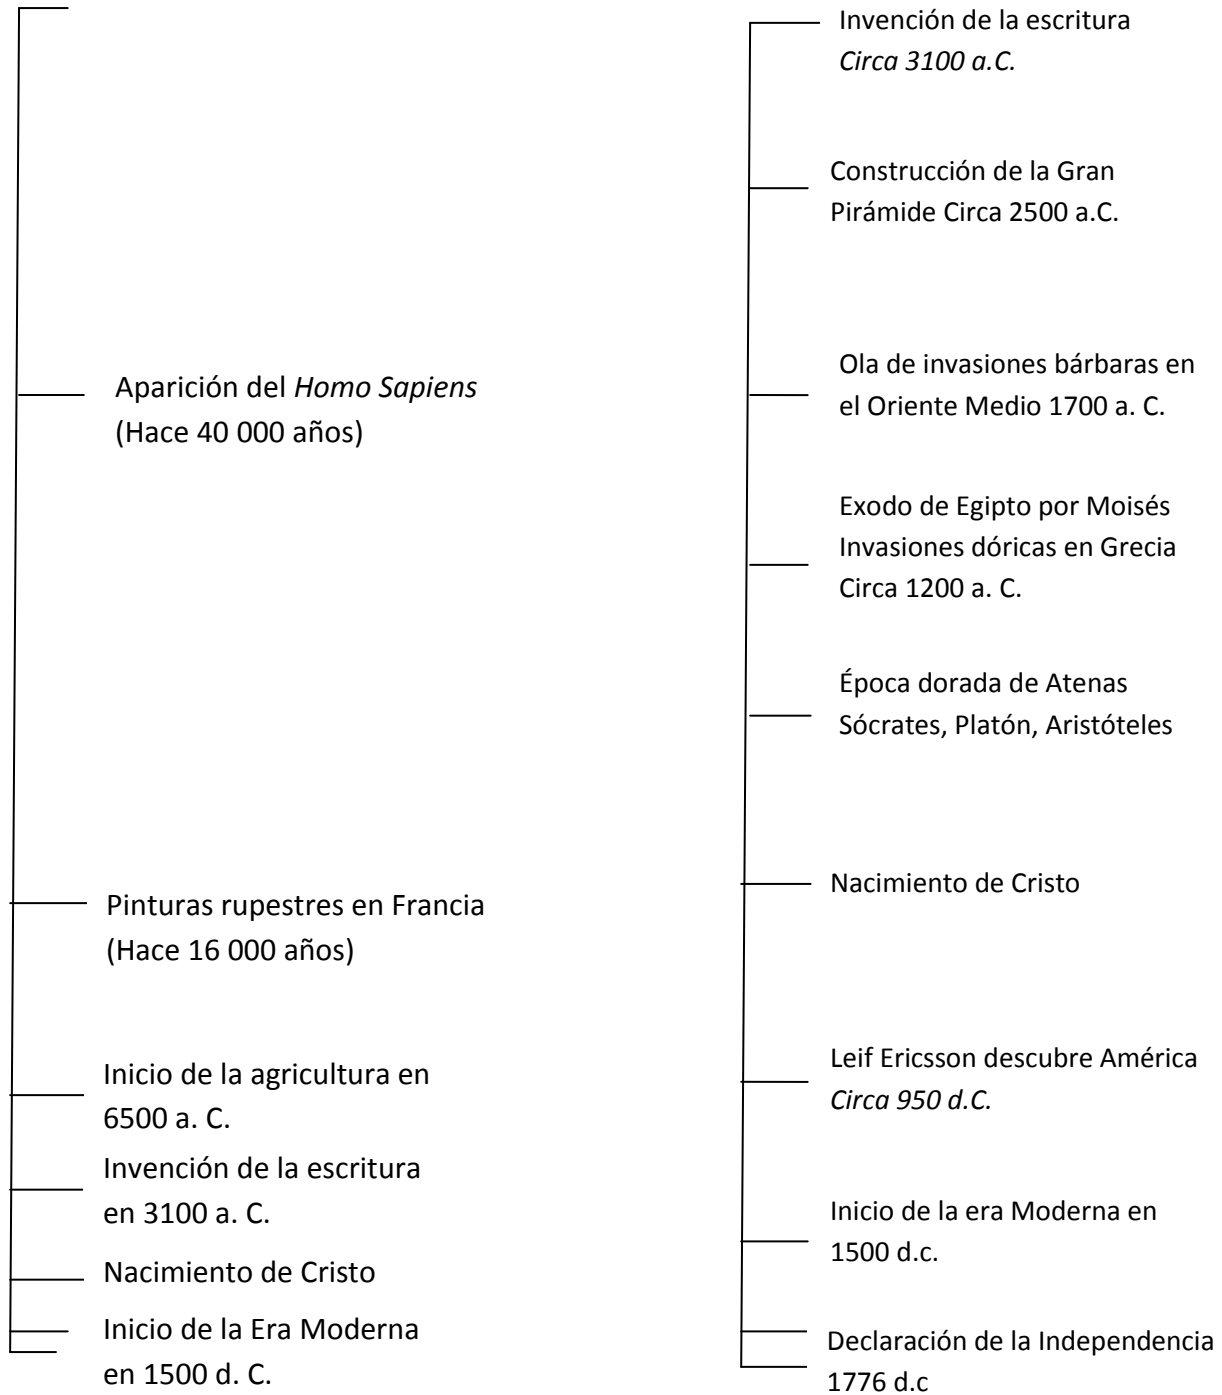 Aparición del Homo Sapiens
(Hace 40 000 años)
Pinturas rupestres en Francia
(Hace 16 000 años)
Inicio de la agricultura en
6500 a. C.
Invención de la escritura
en 3100 a. C.
Nacimiento de Cristo
Inicio de la Era Moderna
en 1500 d. C.
Invención de la escritura
Circa 3100 a.C.
Construcción de la Gran
Pirámide Circa 2500 a.C.
Ola de invasiones bárbaras en
el Oriente Medio 1700 a. C.
Exodo de Egipto por Moisés
Invasiones dóricas en Grecia
Circa 1200 a. C.
Época dorada de Atenas
Sócrates, Platón, Aristóteles
Nacimiento de Cristo
Leif Ericsson descubre América
Circa 950 d.C.
Inicio de la era Moderna en
1500 d.c.
Declaración de la Independencia
1776 d.c